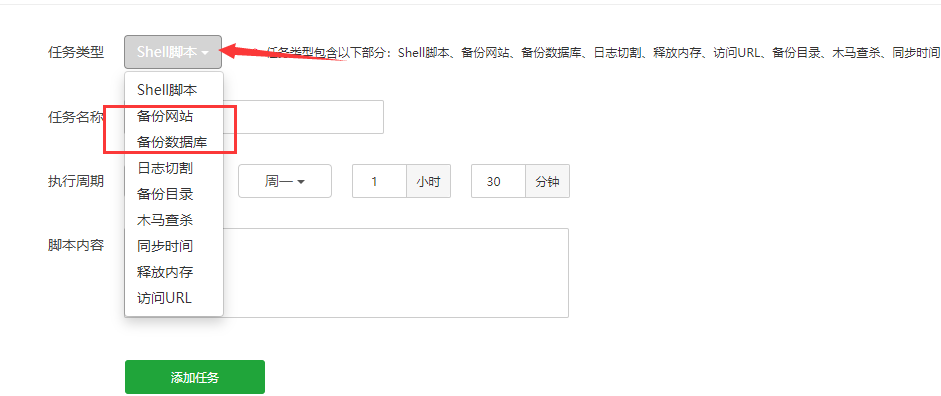 任务类型 Shell脚本 任务类型包含以下部分：Shell脚本、备份网站、备份数据库、日志切割、释放内存、访问URL、备份目录、木马查杀、同步时间
Shell脚本
任务名称 备份网站
备份数据库
日志切割
执行周期 周一 1 小时 30 分钟
备份目录
木马查杀
脚本内容 同步时间
释放内存
访问URL
添加任务